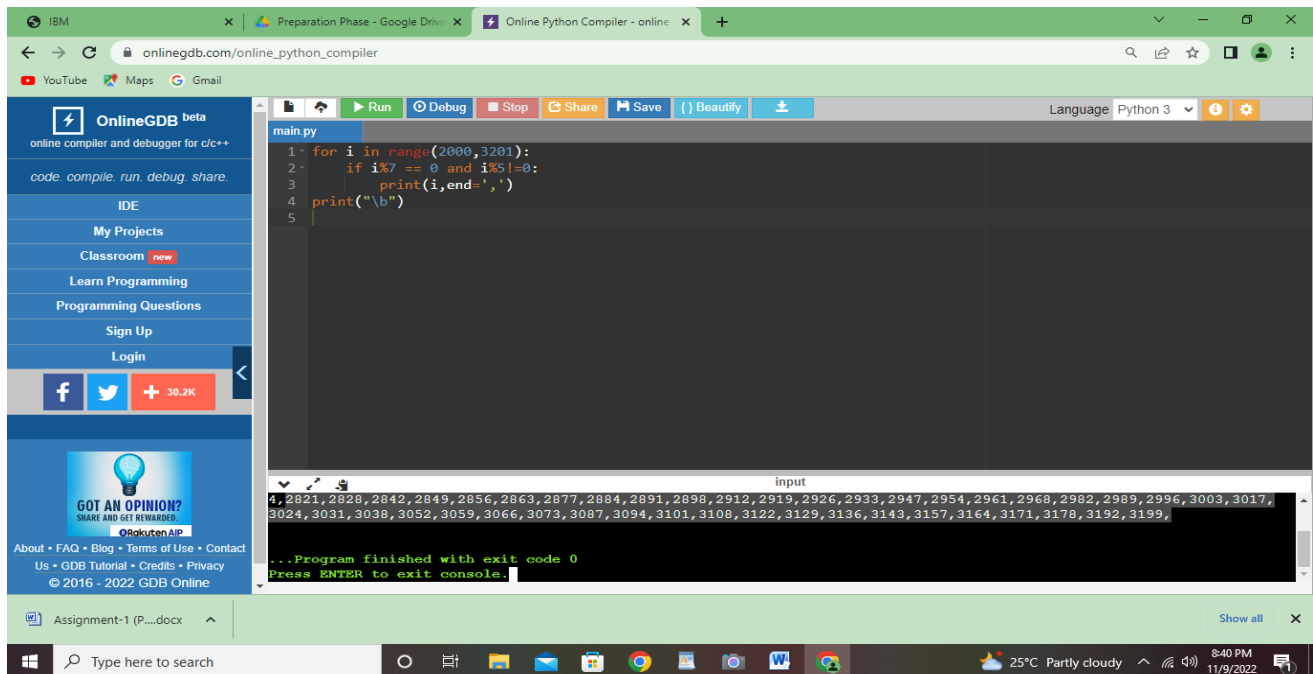 IBM
Preparation Phase - Google Drive
Online Python Compiler - online
onlinegdb.com/online_python_compiler
YouTube Maps Gmail
OnlineGDB beta
online compiler and debugger for c/c++
code. compile. run. debug. share.
IDE
My Projects
Classroom new
Learn Programming
Programming Questions
Sign Up
Login
f + 30.2K
GOT AN OPINION?
SHARE AND GET REWARDED.
Rakuten AIP
About • FAQ • Blog • Terms of Use • Contact
Us • GDB Tutorial • Credits • Privacy
© 2016 - 2022 GDB Online
Run Debug Stop Share Save { } Beautify
Language Python 3
main.py
1 for i in range(2000,3201):
2 if i%7 == 0 and i%5!=0:
3 print(i,end=',')
4 print("\b")
5
input
4,2821,2828,2842,2849,2856,2863,2877,2884,2891,2898,2912,2919,2926,2933,2947,2954,2961,2968,2982,2989,2996,3003,3017,
3024,3031,3038,3052,3059,3066,3073,3087,3094,3101,3108,3122,3129,3136,3143,3157,3164,3171,3178,3192,3199,
...Program finished with exit code 0
Press ENTER to exit console.
Assignment-1 (P....docx
Show all
Type here to search
25°C Partly cloudy
8:40 PM
11/9/2022